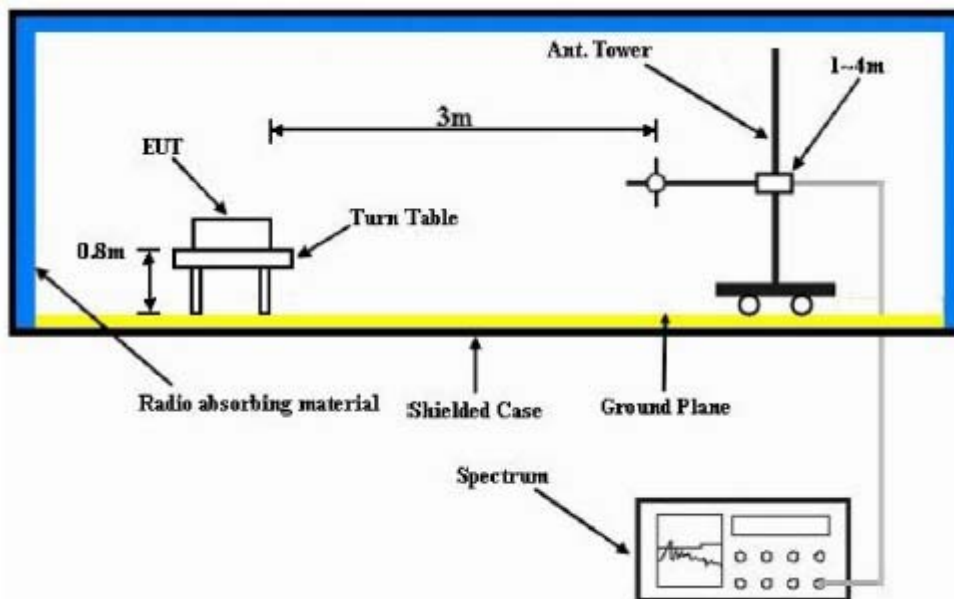 Ant. Tower
1~4m
3m
EUT
Turn Table
0.8m
Radio absorbing material
Shielded Case
Ground Plane
Spectrum